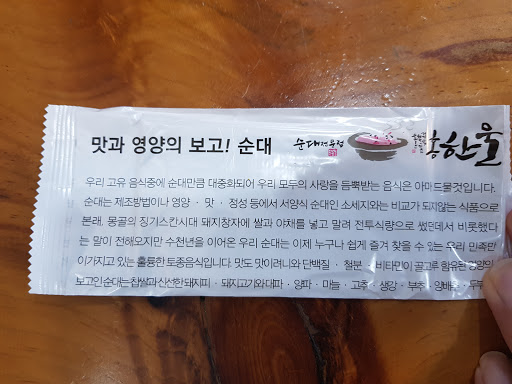 맛과 영양의 보고! 순대
순대전문점
한울
우리 고유 음식중에 순대만큼 대중화되어 우리 모두의 사랑을 듬뿍받는 음식은 아마드물것입니다.
순대는 제조방법이나 영양 · 맛 · 정성 등에서 서양식 순대인 소세지와는 비교가 되지않는 식품으로
본래, 몽골의 징기스칸시대 돼지창자에 쌀과 야채를 넣고 말려 전투식량으로 썼던데서 비롯했다
는 말이 전해오지만 수천년을 이어온 우리 순대는 이제 누구나 쉽게 즐겨 찾을 수 있는 우리 민족만
이가지고 있는 훌륭한 토종음식입니다. 맛도 맛이려니와 단백질 · 철분 · 비타민이 골고루 함유된 영양의
보고인 순대는 찹쌀과 신선한 돼지피 · 돼지고기와 대파 · 양파 · 마늘 · 고추 · 생강 · 부추 · 양배추 · 두부